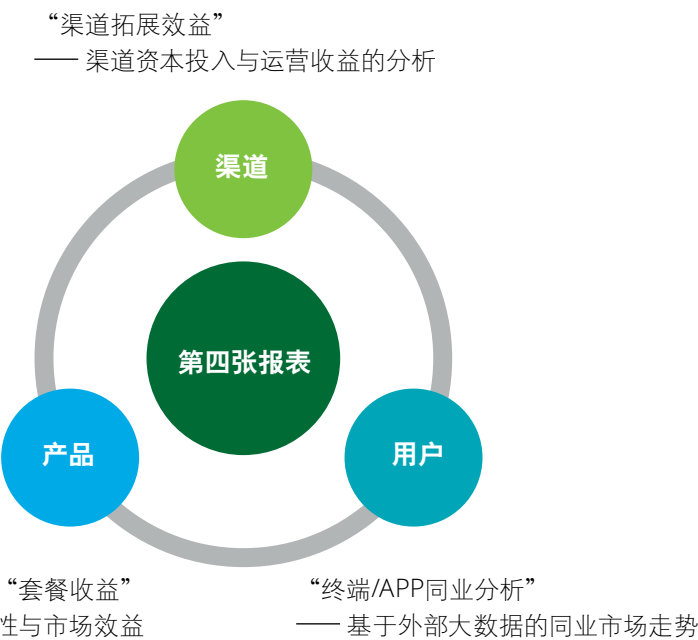 “渠道拓展效益”
—— 渠道资本投入与运营收益的分析
渠道
第四张报表
产品
用户
“套餐收益”
性与市场效益
“终端/APP同业分析”
—— 基于外部大数据的同业市场走势